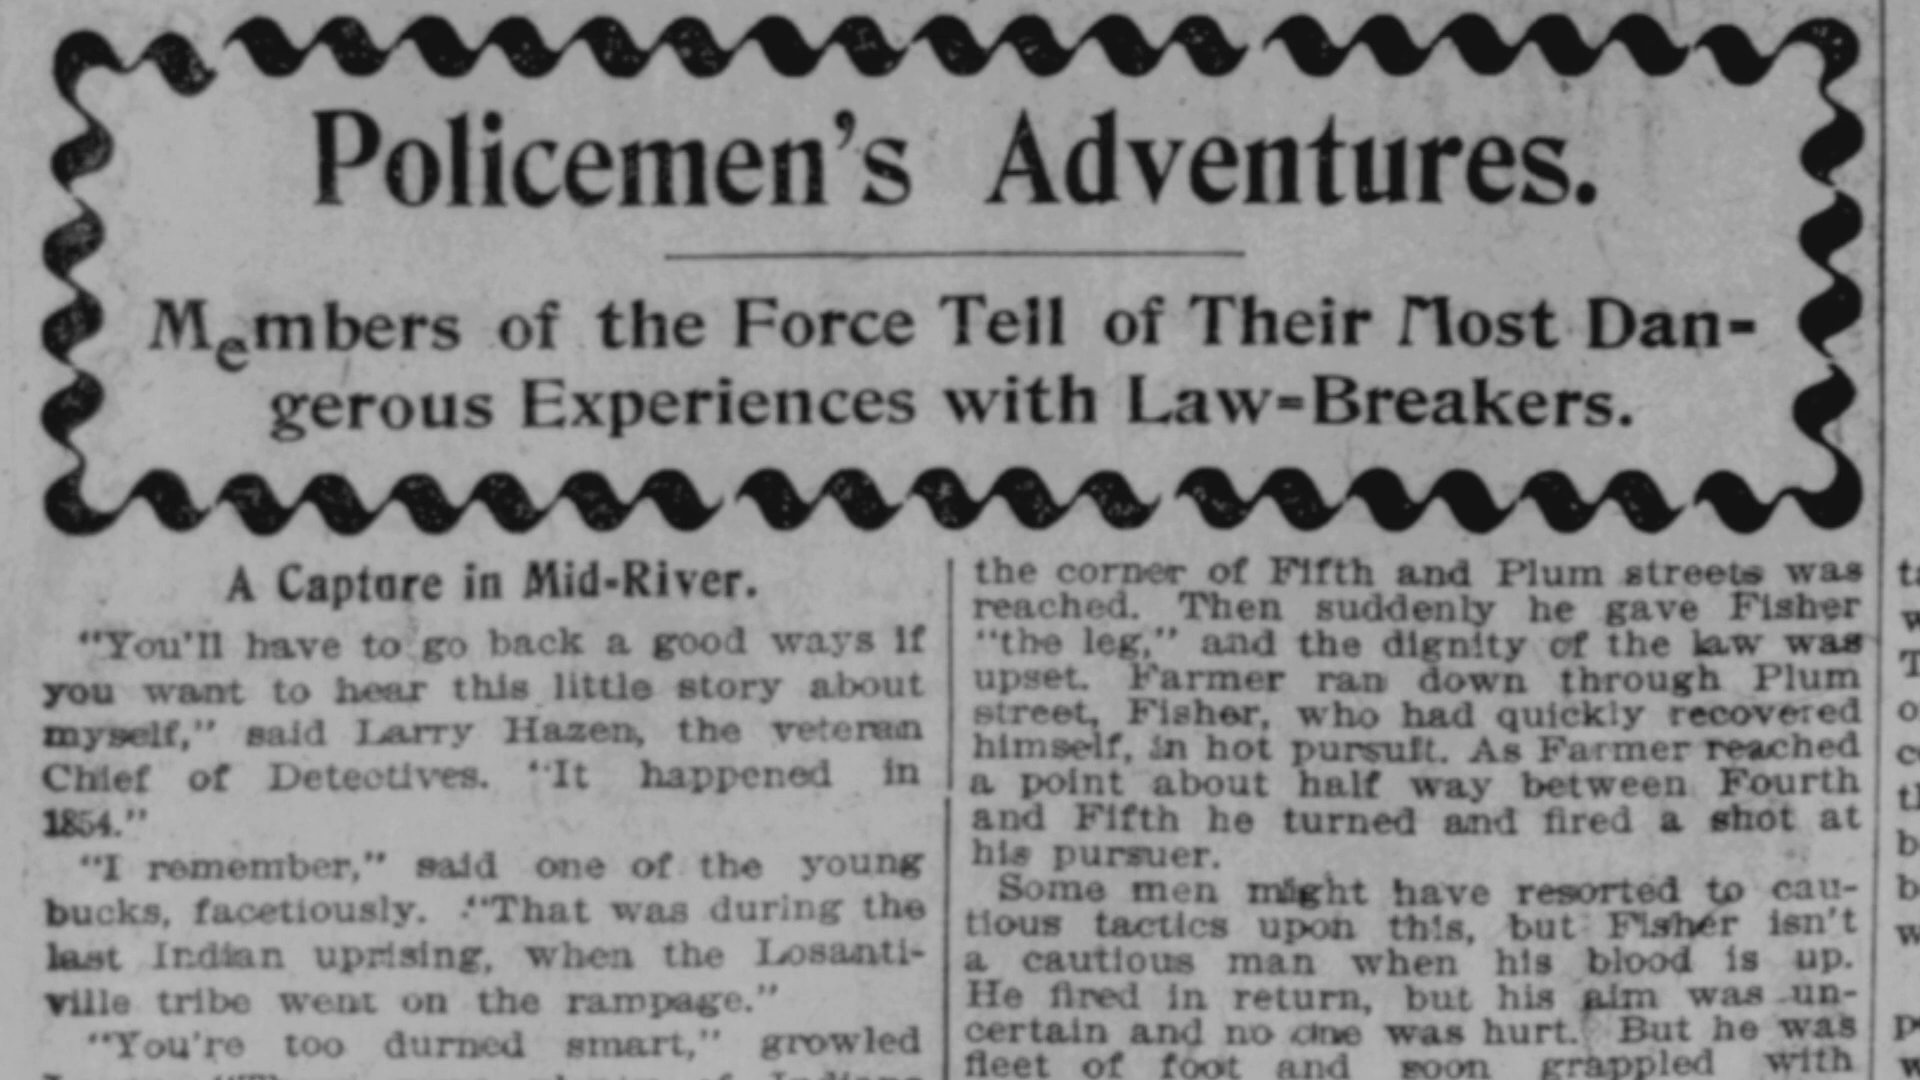 Policemen's Adventures.
Members of the Force Tell of Their Most Dan-
gerous Experiences with Law-Breakers.
A Capture in Mid-River.
"You'll have to go back a good ways if
you want to hear this little story about
myself," said Larry Hazen, the veteran
Chief of Detectives. "It happened in
1854."
"I remember," said one of the young
bucks, facetiously. "That was during the
last Indian uprising, when the Losanti-
ville tribe went on the rampage."
"You're too durned smart," growled
the corner of Fifth and Plum streets was
reached. Then suddenly he gave Fisher
"the leg," and the dignity of the law was
upset. Farmer ran down through Plum
street, Fisher, who had quickly recovered
himself, in hot pursuit. As Farmer reached
a point about half way between Fourth
and Fifth he turned and fired a shot at
his pursuer.
Some men might have resorted to cau-
tious tactics upon this, but Fisher isn't
a cautious man when his blood is up.
He fired in return, but his aim was un-
certain and no one was hurt. But he was
fleet of foot and soon grappled with